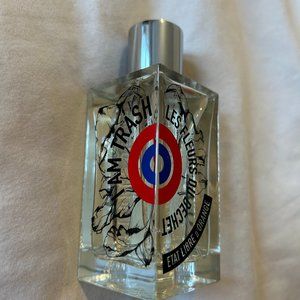 I AM TRASH
LES FLEURS DU DÉCHET
ETAT LIBRE D'ORANGE